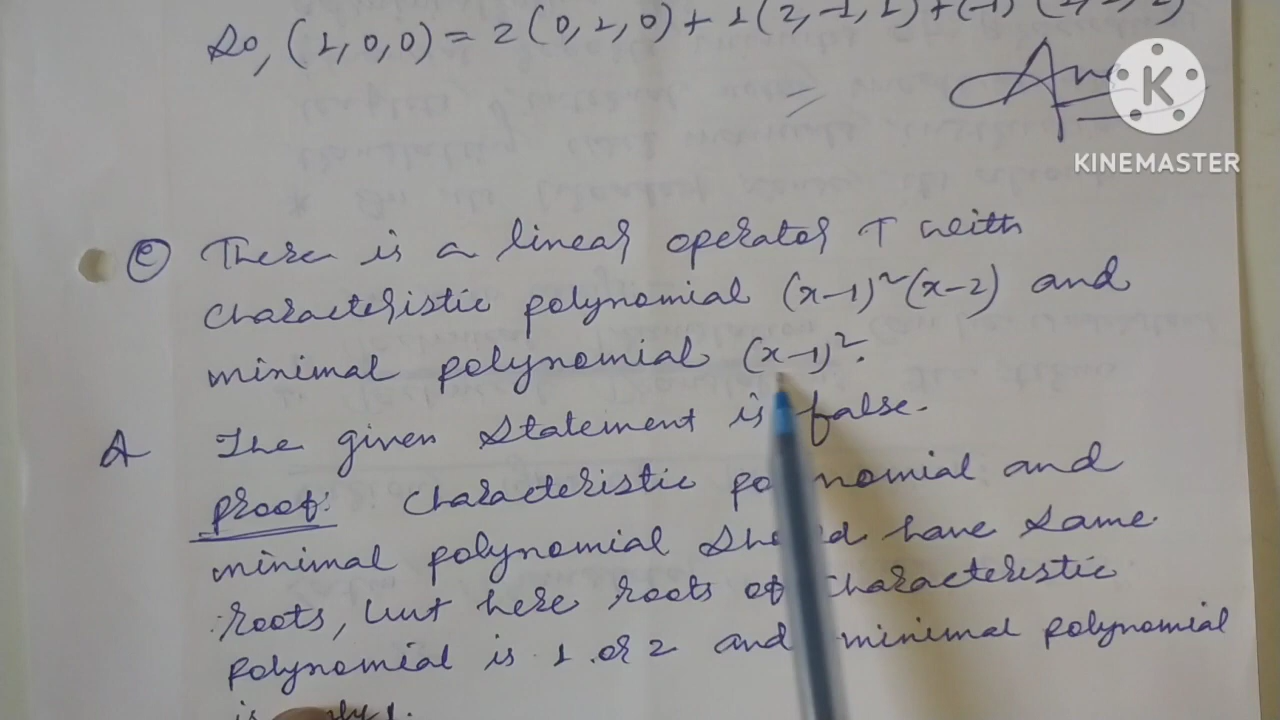 So, (1,0,0) = 2(0,1,0) + 1(2,-1,1) + (-1)
Ans
K
KINEMASTER
(e) There is a linear operator T with
characteristic polynomial (x-1)²(x-2) and
minimal polynomial (x-1)².
A The given statement is false.
proof: characteristic polynomial and
minimal polynomial should have same
roots, but here roots of characteristic
polynomial is 1 or 2 and minimal polynomial
is 1.